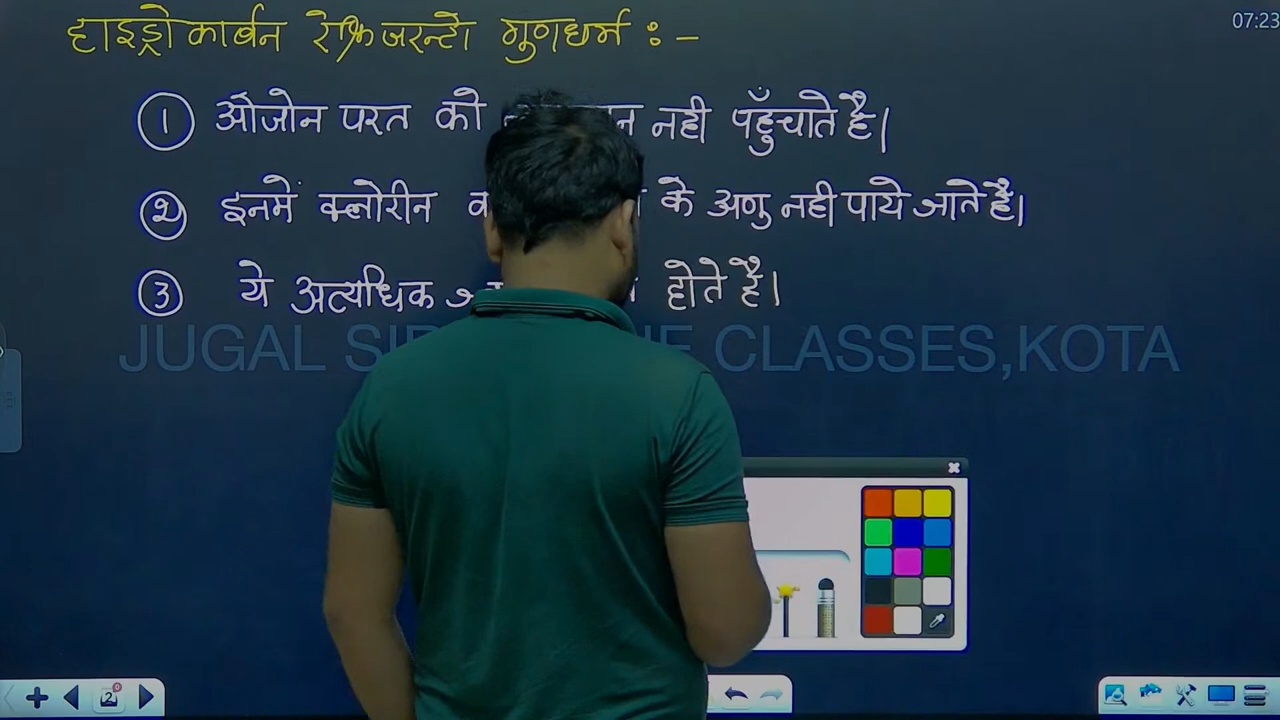 07:23
हाइड्रोकार्बन रेफ्रिजरन्टो गुणधर्म : -
① ओजोन परत को नही पहुँचाते है।
② इनमें क्लोरीन के अणु नही पाये जाते है।
③ ये अत्यधिक होते है।
JUGAL CLASSES,KOTA
2